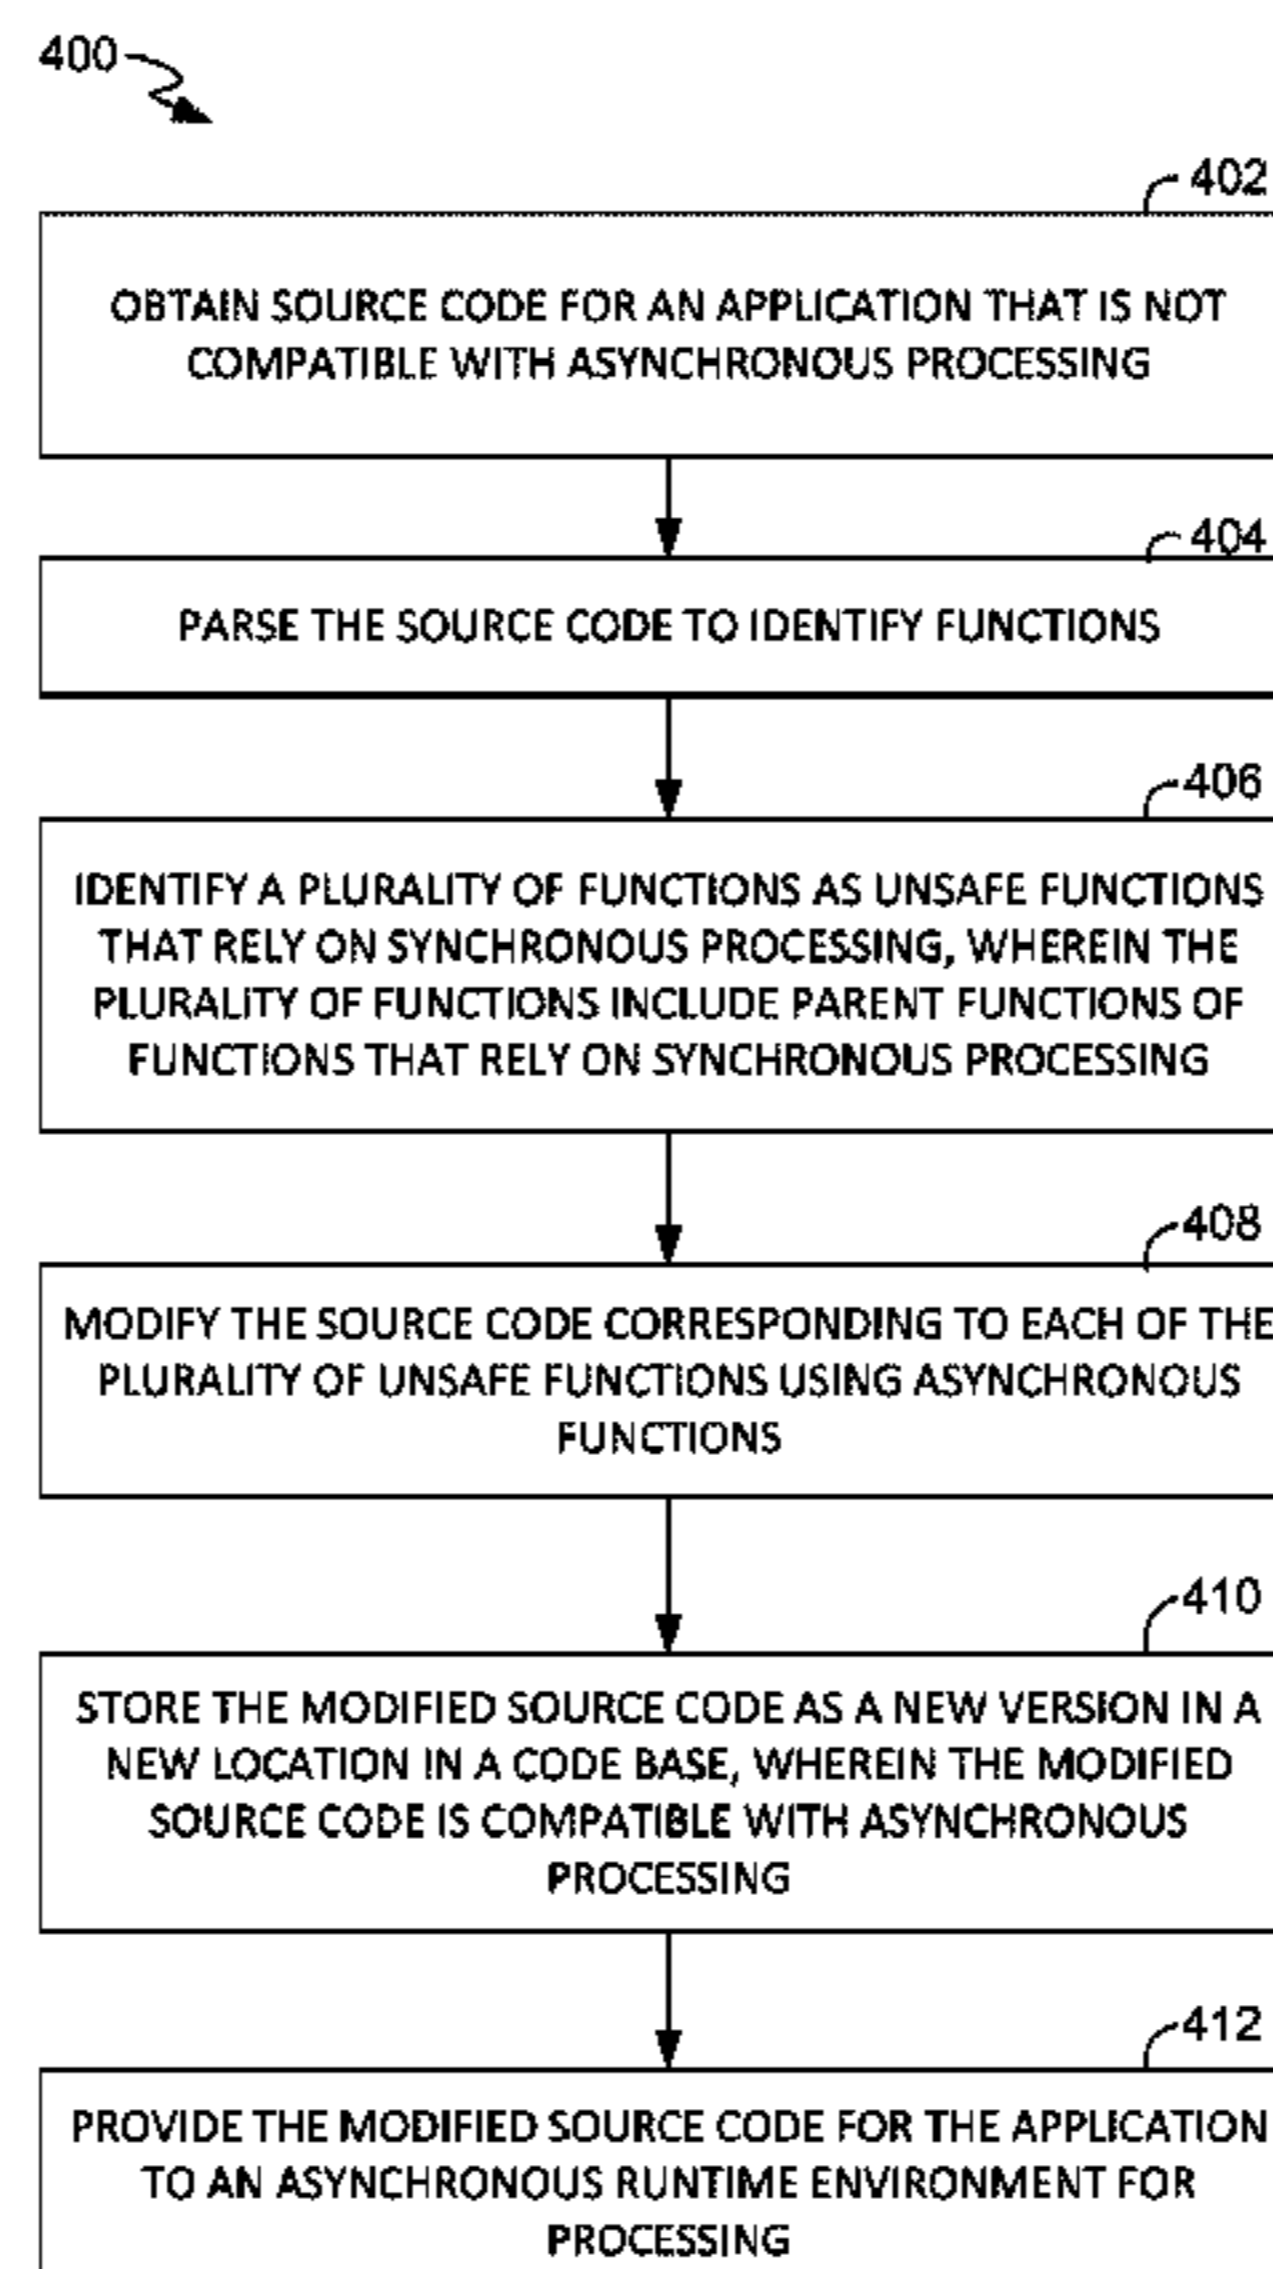 400
402
OBTAIN SOURCE CODE FOR AN APPLICATION THAT IS NOT
COMPATIBLE WITH ASYNCHRONOUS PROCESSING
404
PARSE THE SOURCE CODE TO IDENTIFY FUNCTIONS
406
IDENTIFY A PLURALITY OF FUNCTIONS AS UNSAFE FUNCTIONS
THAT RELY ON SYNCHRONOUS PROCESSING, WHEREIN THE
PLURALITY OF FUNCTIONS INCLUDE PARENT FUNCTIONS OF
FUNCTIONS THAT RELY ON SYNCHRONOUS PROCESSING
408
MODIFY THE SOURCE CODE CORRESPONDING TO EACH OF THE
PLURALITY OF UNSAFE FUNCTIONS USING ASYNCHRONOUS
FUNCTIONS
410
STORE THE MODIFIED SOURCE CODE AS A NEW VERSION IN A
NEW LOCATION IN A CODE BASE, WHEREIN THE MODIFIED
SOURCE CODE IS COMPATIBLE WITH ASYNCHRONOUS
PROCESSING
412
PROVIDE THE MODIFIED SOURCE CODE FOR THE APPLICATION
TO AN ASYNCHRONOUS RUNTIME ENVIRONMENT FOR
PROCESSING